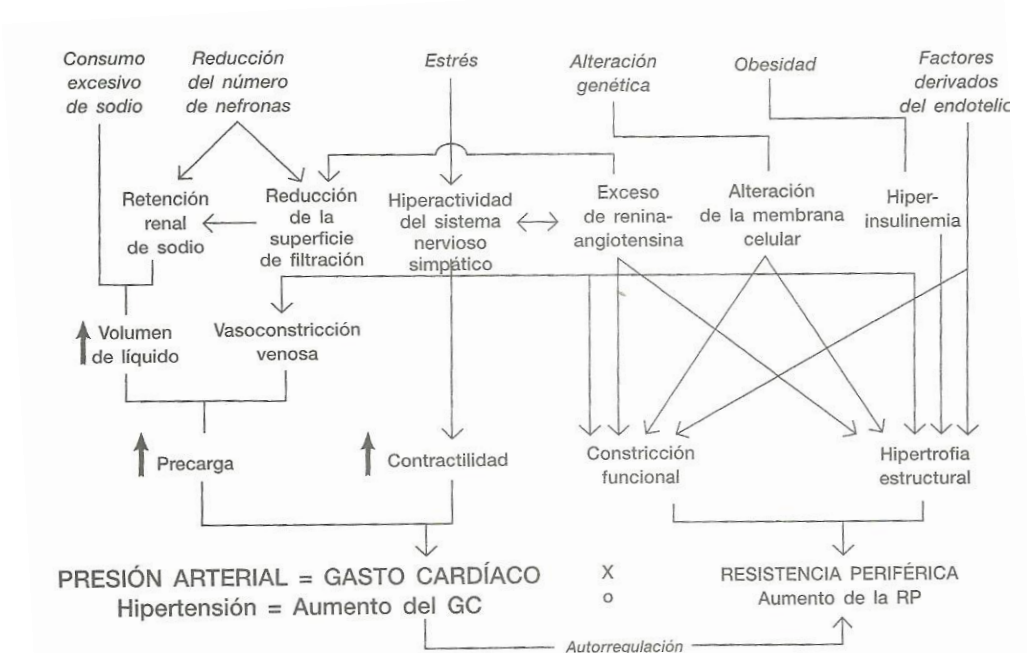 Consumo
excesivo
de sodio
Reducción
del número
de nefronas
Estrés
Alteración
genética
Obesidad
Factores
derivados
del endotelio
Retención
renal
de sodio
Reducción
de la
superficie
de filtración
Hiperactividad
del sistema
nervioso
simpático
Exceso
de renina-
angiotensina
Alteración
de la membrana
celular
Hiper-
insulinemia
Volumen
de líquido
Vasoconstricción
venosa
Precarga
Contractilidad
Constricción
funcional
Hipertrofia
estructural
PRESIÓN ARTERIAL = GASTO CARDÍACO X RESISTENCIA PERIFÉRICA
Hipertensión = Aumento del GC o Aumento de la RP
Autorregulación